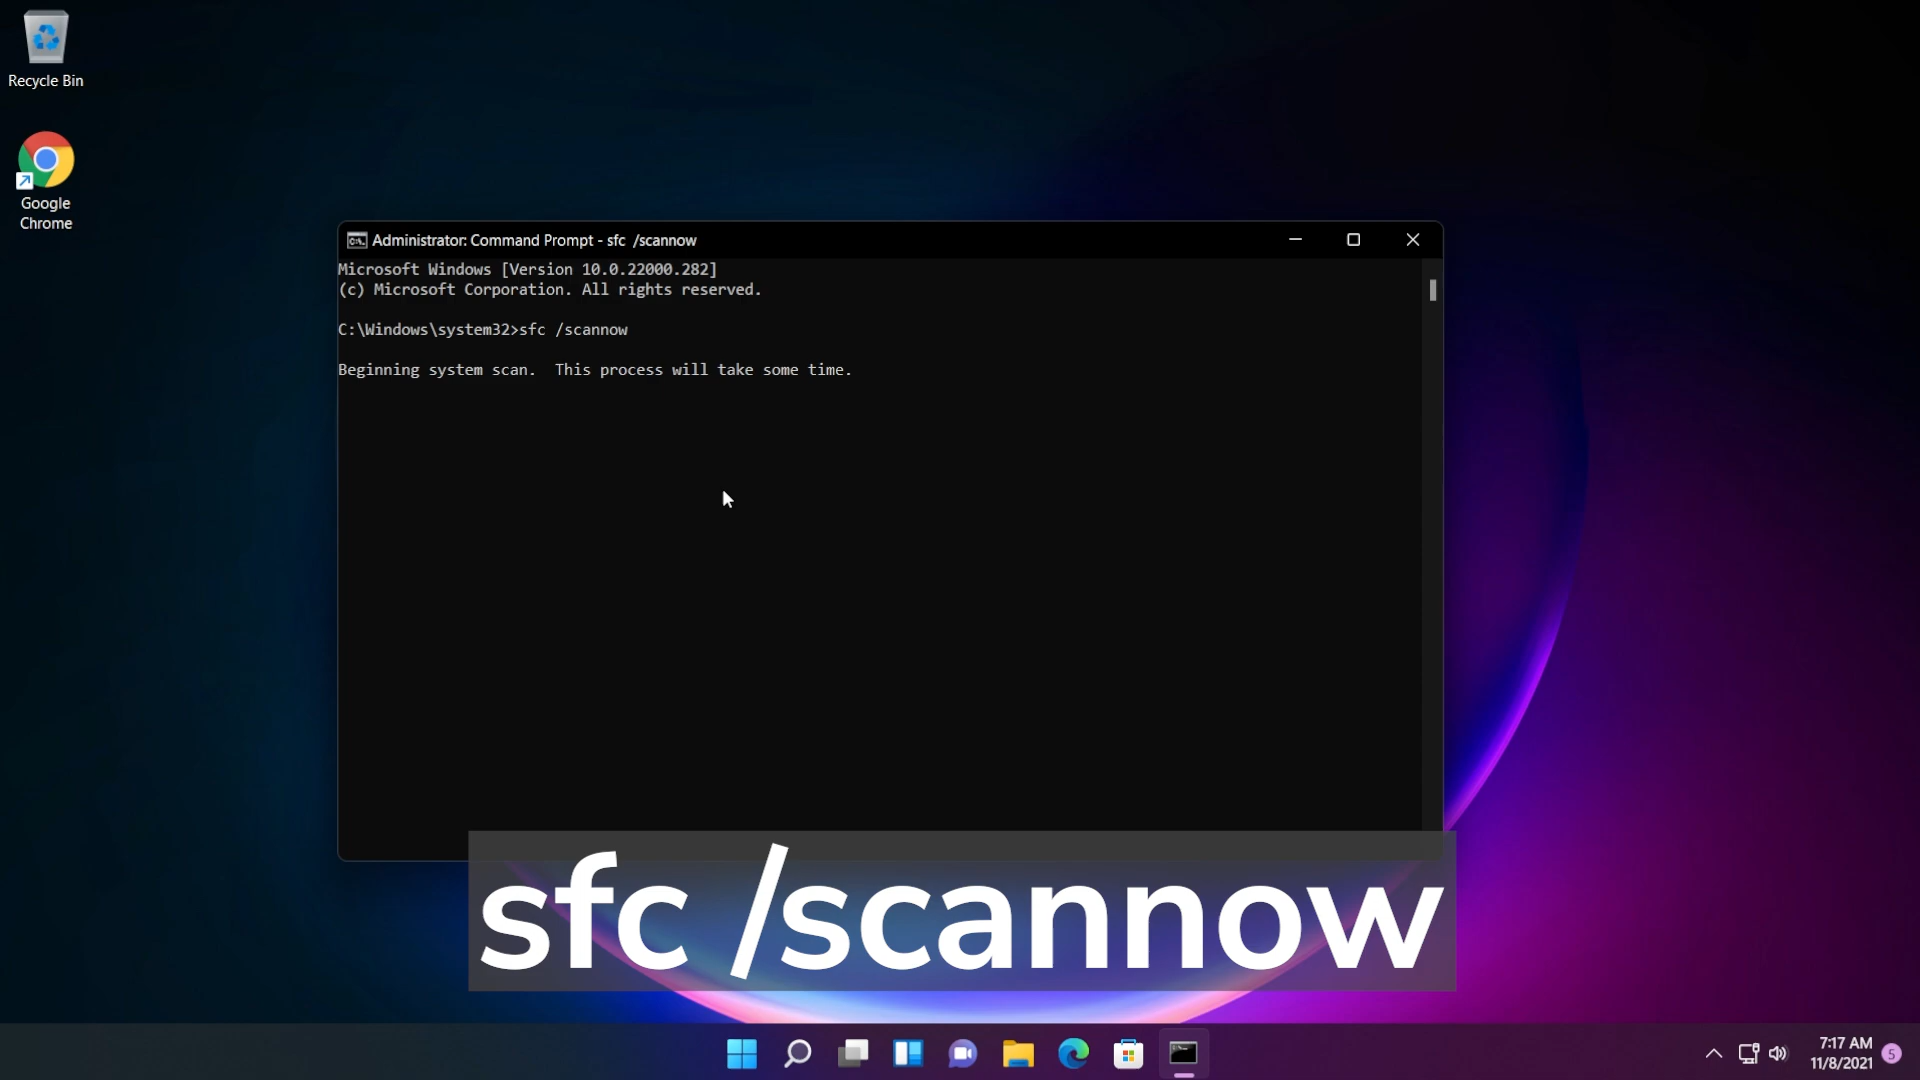 Recycle Bin
Google
Chrome
Administrator: Command Prompt - sfc  /scannow
Microsoft Windows [Version 10.0.22000.282]
(c) Microsoft Corporation. All rights reserved.
C:\Windows\system32>sfc /scannow
Beginning system scan.  This process will take some time.
sfc /scannow
7:17 AM
11/8/2021
5